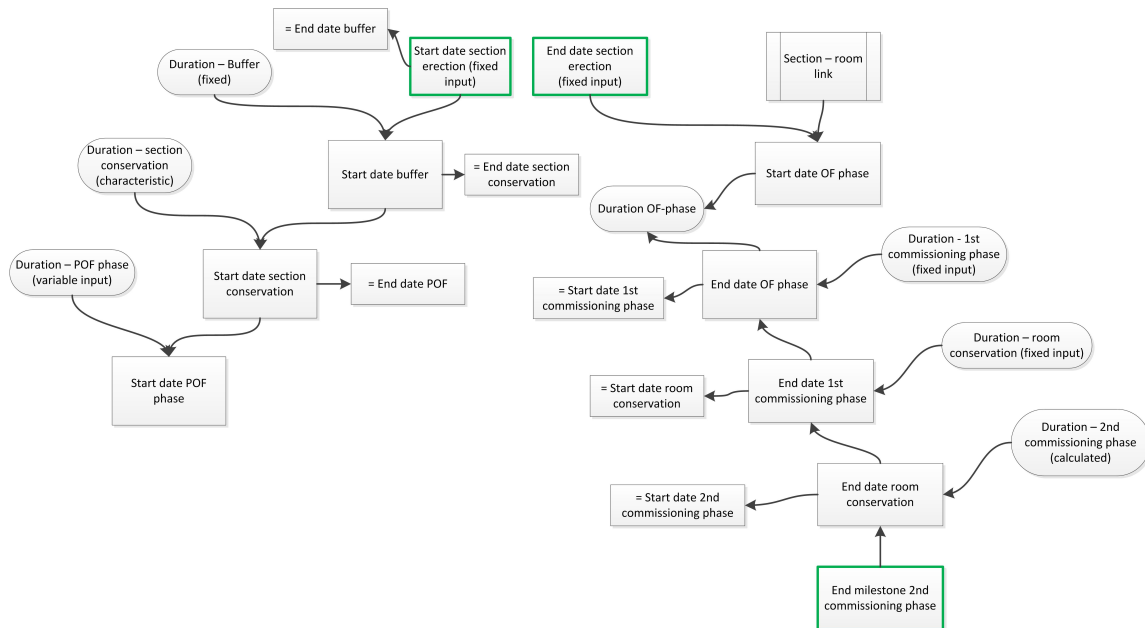 = End date buffer
Start date section
erection (fixed
input)
End date section
erection
(fixed input)
Section – room
link
Duration – Buffer
(fixed)
Duration – section
conservation
(characteristic)
Start date buffer
= End date section
conservation
Start date OF phase
Duration OF-phase
Duration – POF phase
(variable input)
Start date section
conservation
= End date POF
Duration - 1st
commissioning phase
(fixed input)
End date OF phase
= Start date 1st
commissioning phase
Start date POF
phase
Duration – room
conservation (fixed input)
End date 1st
commissioning phase
= Start date room
conservation
Duration – 2nd
commissioning phase
(calculated)
End date room
conservation
= Start date 2nd
commissioning phase
End milestone 2nd
commissioning phase